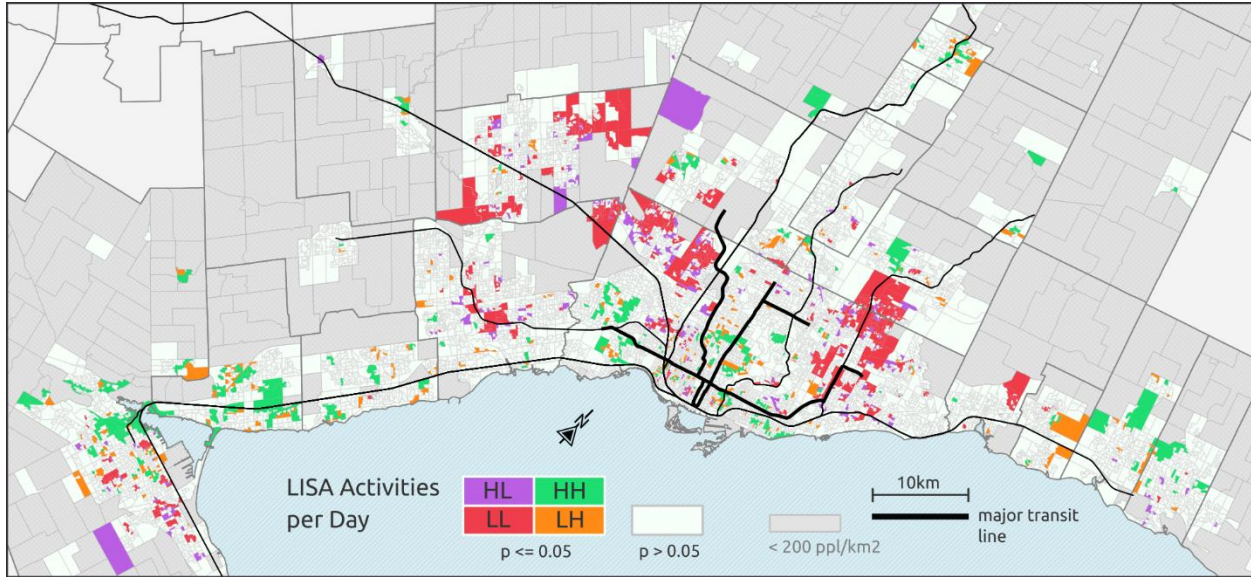 LISA Activities
per Day
HL HH
LL LH
p <= 0.05
p > 0.05
< 200 ppl/km2
10km
major transit
line
N